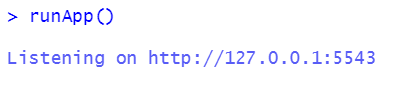 > runApp()
Listening on http://127.0.0.1:5543